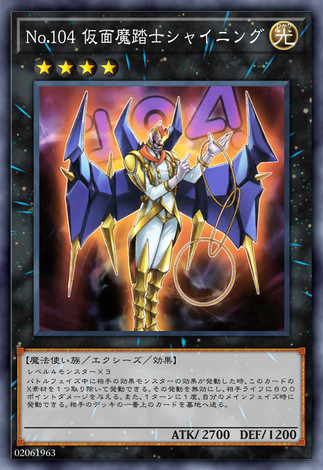 No.104 仮面魔踏士シャイニング
光
104
【魔法使い族/エクシーズ/効果】
レベル4モンスター×3
バトルフェイズ中に相手の効果モンスターの効果が発動した時、このカードの
X素材を1つ取り除いて発動できる。その発動を無効にし、相手ライフに800
ポイントダメージを与える。また、1ターンに1度、自分のメインフェイズ時に
発動できる。相手のデッキの一番上のカードを墓地へ送る。
ATK/2700 DEF/1200
02061963